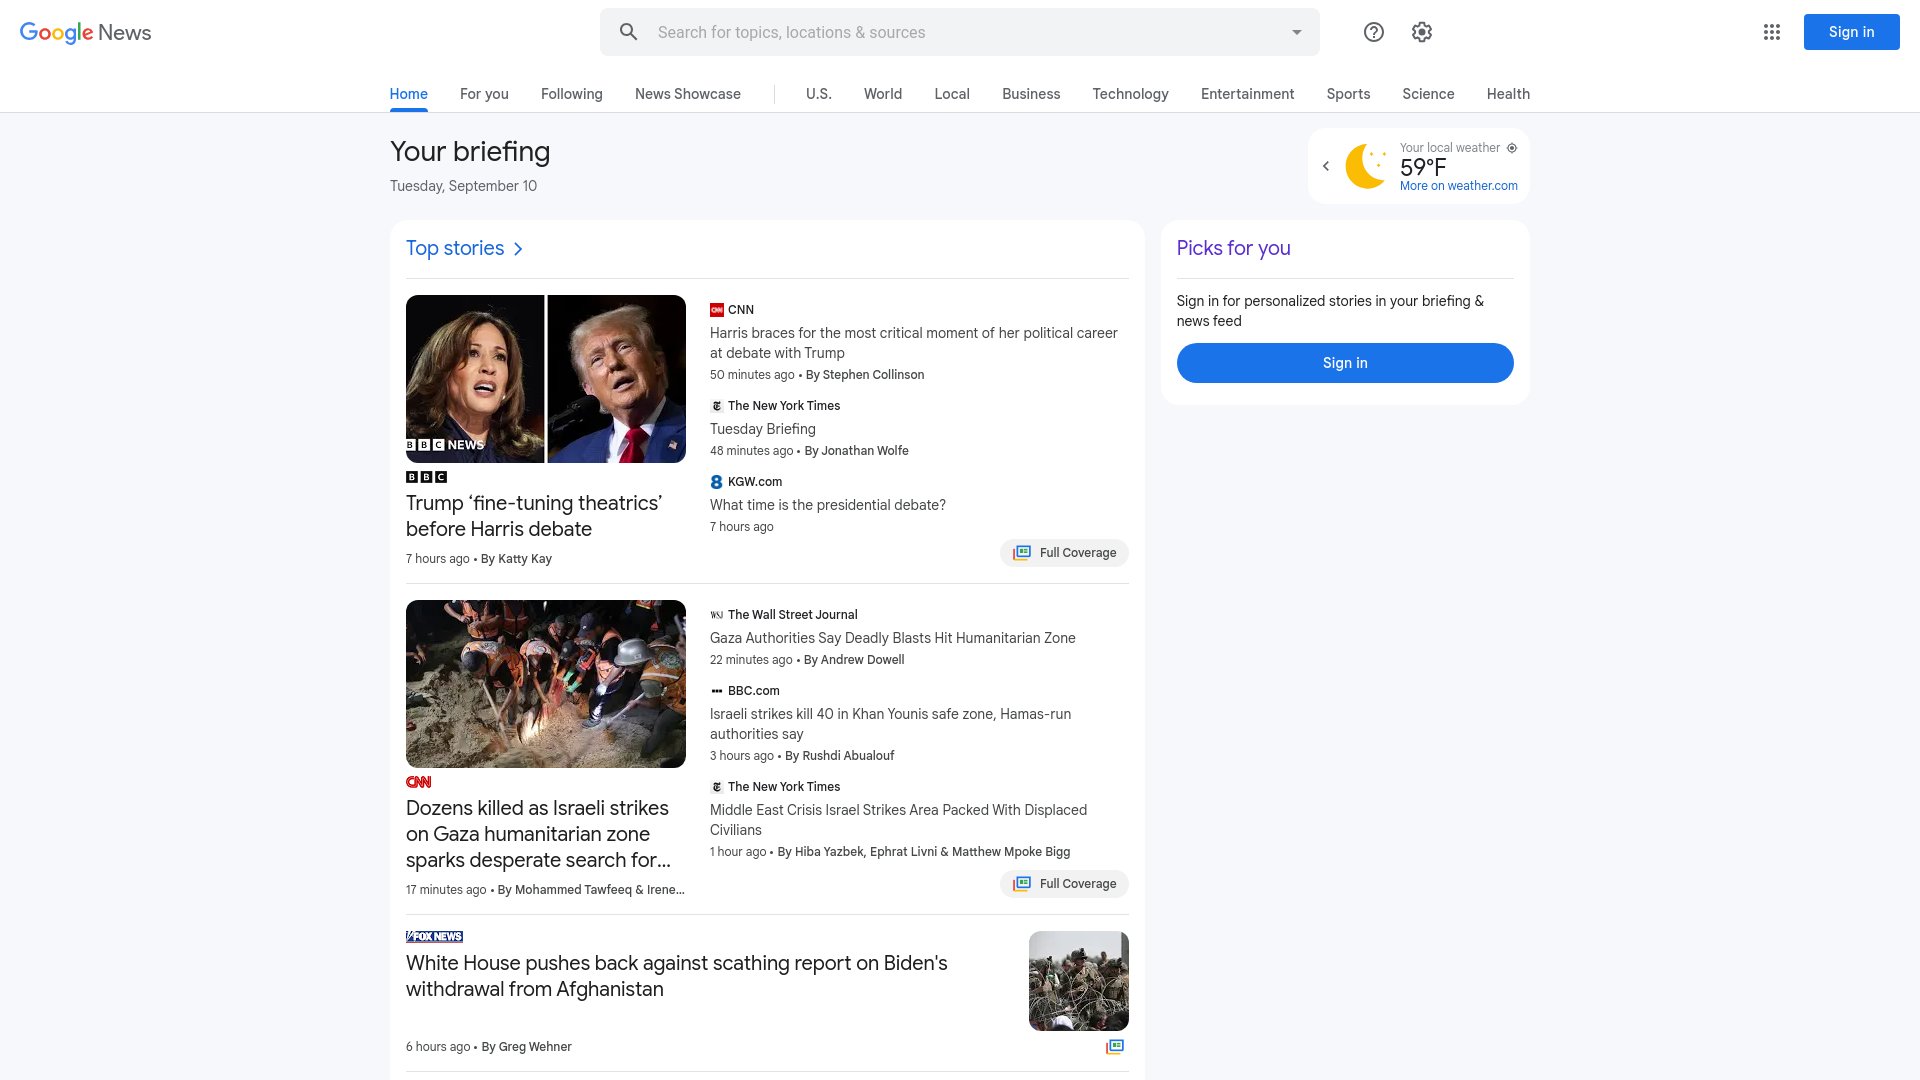 Google News
Search for topics, locations & sources
Sign in
Home
For you
Following
News Showcase
U.S.
World
Local
Business
Technology
Entertainment
Sports
Science
Health
Your briefing
Tuesday, September 10
Your local weather
59°F
More on weather.com
Top stories
BBC NEWS
BBC
Trump ‘fine-tuning theatrics’
before Harris debate
7 hours ago • By Katty Kay
CNN
Harris braces for the most critical moment of her political career
at debate with Trump
50 minutes ago • By Stephen Collinson
The New York Times
Tuesday Briefing
48 minutes ago • By Jonathan Wolfe
8 KGW.com
What time is the presidential debate?
7 hours ago
Full Coverage
CNN
Dozens killed as Israeli strikes
on Gaza humanitarian zone
sparks desperate search for...
17 minutes ago • By Mohammed Tawfeeq & Irene...
WSJ The Wall Street Journal
Gaza Authorities Say Deadly Blasts Hit Humanitarian Zone
22 minutes ago • By Andrew Dowell
BBC.com
Israeli strikes kill 40 in Khan Younis safe zone, Hamas-run
authorities say
3 hours ago • By Rushdi Abualouf
The New York Times
Middle East Crisis Israel Strikes Area Packed With Displaced
Civilians
1 hour ago • By Hiba Yazbek, Ephrat Livni & Matthew Mpoke Bigg
Full Coverage
FOX NEWS
White House pushes back against scathing report on Biden's
withdrawal from Afghanistan
6 hours ago • By Greg Wehner
Picks for you
Sign in for personalized stories in your briefing &
news feed
Sign in